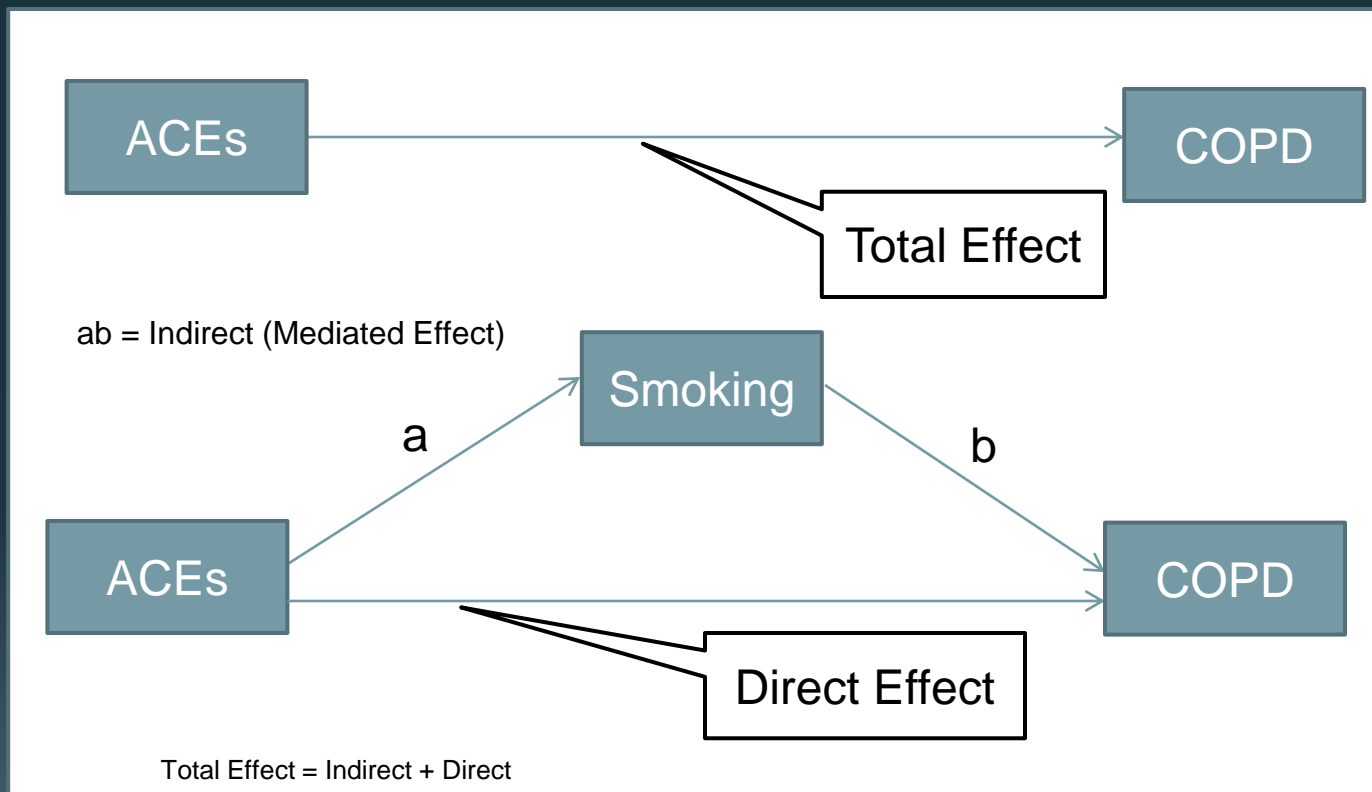 ACEs
COPD
Total Effect
ab = Indirect (Mediated Effect)
Smoking
a
b
ACEs
COPD
Direct Effect
Total Effect = Indirect + Direct